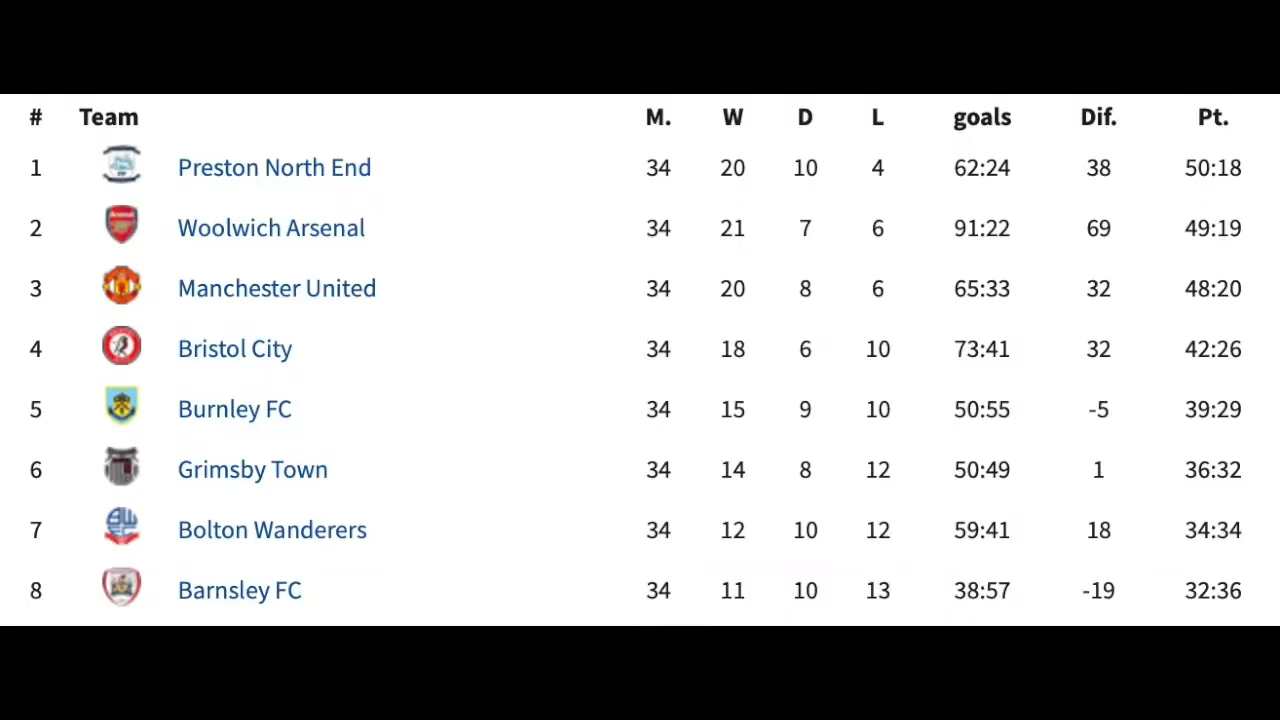 # Team M. W D L goals Dif. Pt.
1 Preston North End 34 20 10 4 62:24 38 50:18
2 Woolwich Arsenal 34 21 7 6 91:22 69 49:19
3 Manchester United 34 20 8 6 65:33 32 48:20
4 Bristol City 34 18 6 10 73:41 32 42:26
5 Burnley FC 34 15 9 10 50:55 -5 39:29
6 Grimsby Town 34 14 8 12 50:49 1 36:32
7 Bolton Wanderers 34 12 10 12 59:41 18 34:34
8 Barnsley FC 34 11 10 13 38:57 -19 32:36